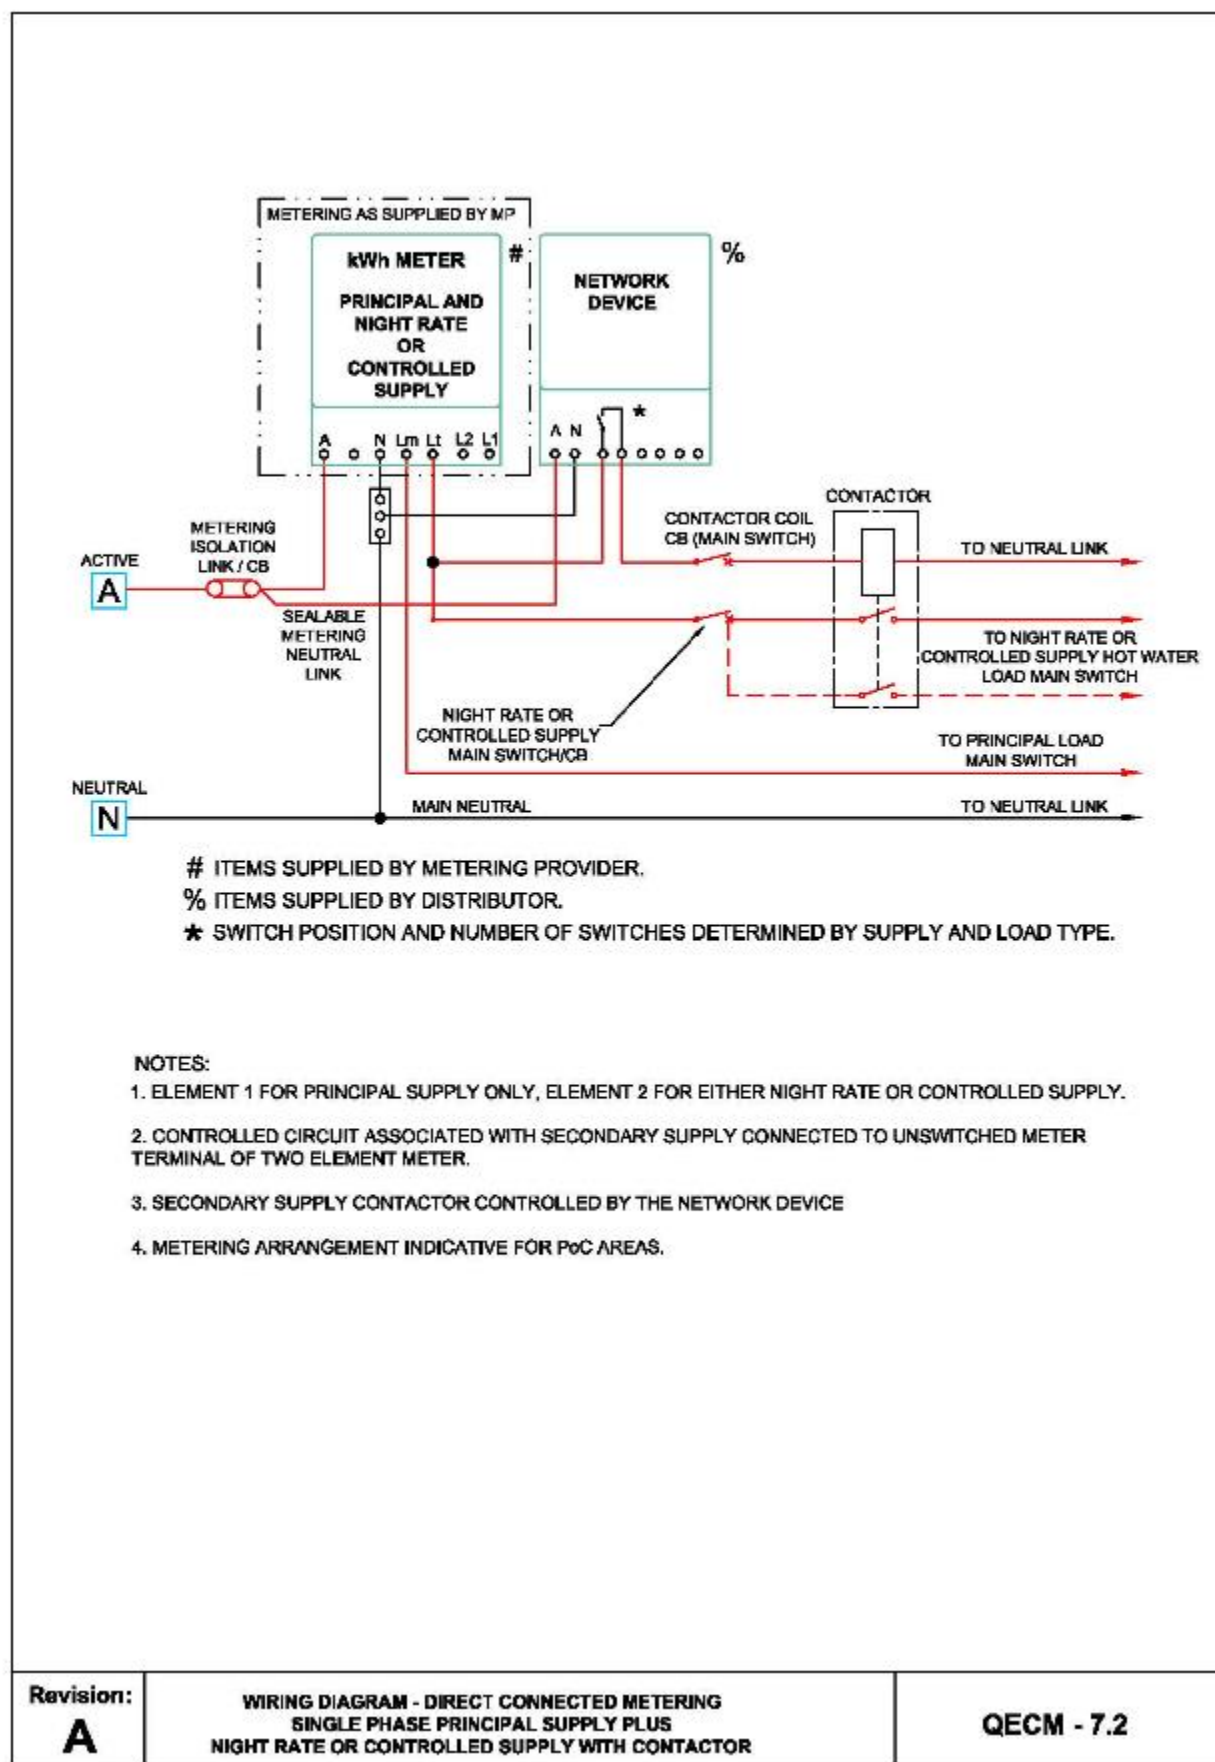 METERING AS SUPPLIED BY MP
kWh METER
PRINCIPAL AND
NIGHT RATE
OR
CONTROLLED
SUPPLY
#
NETWORK
DEVICE
%
A N Lm Lt L2 L1
A N
*
METERING
ISOLATION
LINK / CB
ACTIVE
A
SEALABLE
METERING
NEUTRAL
LINK
CONTACTOR COIL
CB (MAIN SWITCH)
CONTACTOR
TO NEUTRAL LINK
TO NIGHT RATE OR
CONTROLLED SUPPLY HOT WATER
LOAD MAIN SWITCH
NIGHT RATE OR
CONTROLLED SUPPLY
MAIN SWITCH/CB
TO PRINCIPAL LOAD
MAIN SWITCH
NEUTRAL
N
MAIN NEUTRAL
TO NEUTRAL LINK
# ITEMS SUPPLIED BY METERING PROVIDER.
% ITEMS SUPPLIED BY DISTRIBUTOR.
* SWITCH POSITION AND NUMBER OF SWITCHES DETERMINED BY SUPPLY AND LOAD TYPE.
NOTES:
1. ELEMENT 1 FOR PRINCIPAL SUPPLY ONLY, ELEMENT 2 FOR EITHER NIGHT RATE OR CONTROLLED SUPPLY.
2. CONTROLLED CIRCUIT ASSOCIATED WITH SECONDARY SUPPLY CONNECTED TO UNSWITCHED METER
TERMINAL OF TWO ELEMENT METER.
3. SECONDARY SUPPLY CONTACTOR CONTROLLED BY THE NETWORK DEVICE
4. METERING ARRANGEMENT INDICATIVE FOR PoC AREAS.
Revision:
A
WIRING DIAGRAM - DIRECT CONNECTED METERING
SINGLE PHASE PRINCIPAL SUPPLY PLUS
NIGHT RATE OR CONTROLLED SUPPLY WITH CONTACTOR
QECM - 7.2